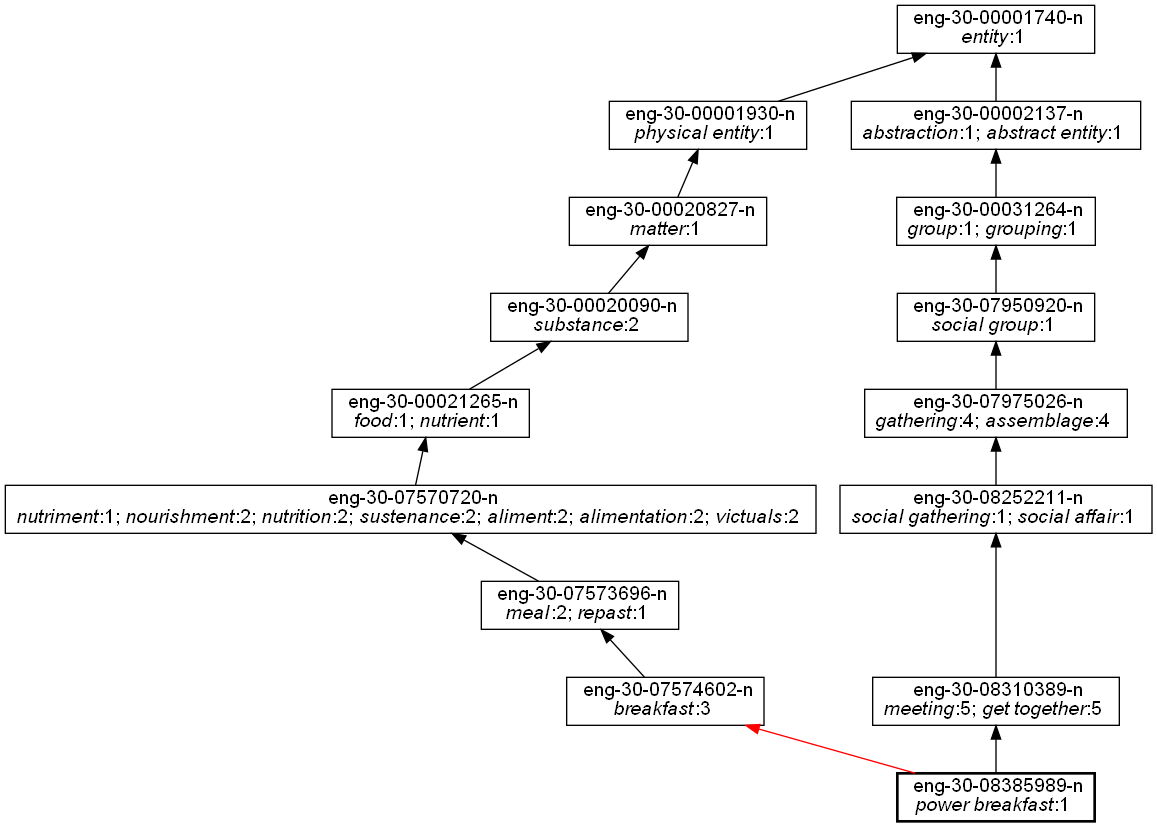 eng-30-00001740-n
entity:1
eng-30-00001930-n
physical entity:1
eng-30-00002137-n
abstraction:1; abstract entity:1
eng-30-00020827-n
matter:1
eng-30-00031264-n
group:1; grouping:1
eng-30-00020090-n
substance:2
eng-30-07950920-n
social group:1
eng-30-00021265-n
food:1; nutrient:1
eng-30-07975026-n
gathering:4; assemblage:4
eng-30-07570720-n
nutriment:1; nourishment:2; nutrition:2; sustenance:2; aliment:2; alimentation:2; victuals:2
eng-30-08252211-n
social gathering:1; social affair:1
eng-30-07573696-n
meal:2; repast:1
eng-30-07574602-n
breakfast:3
eng-30-08310389-n
meeting:5; get together:5
eng-30-08385989-n
power breakfast:1